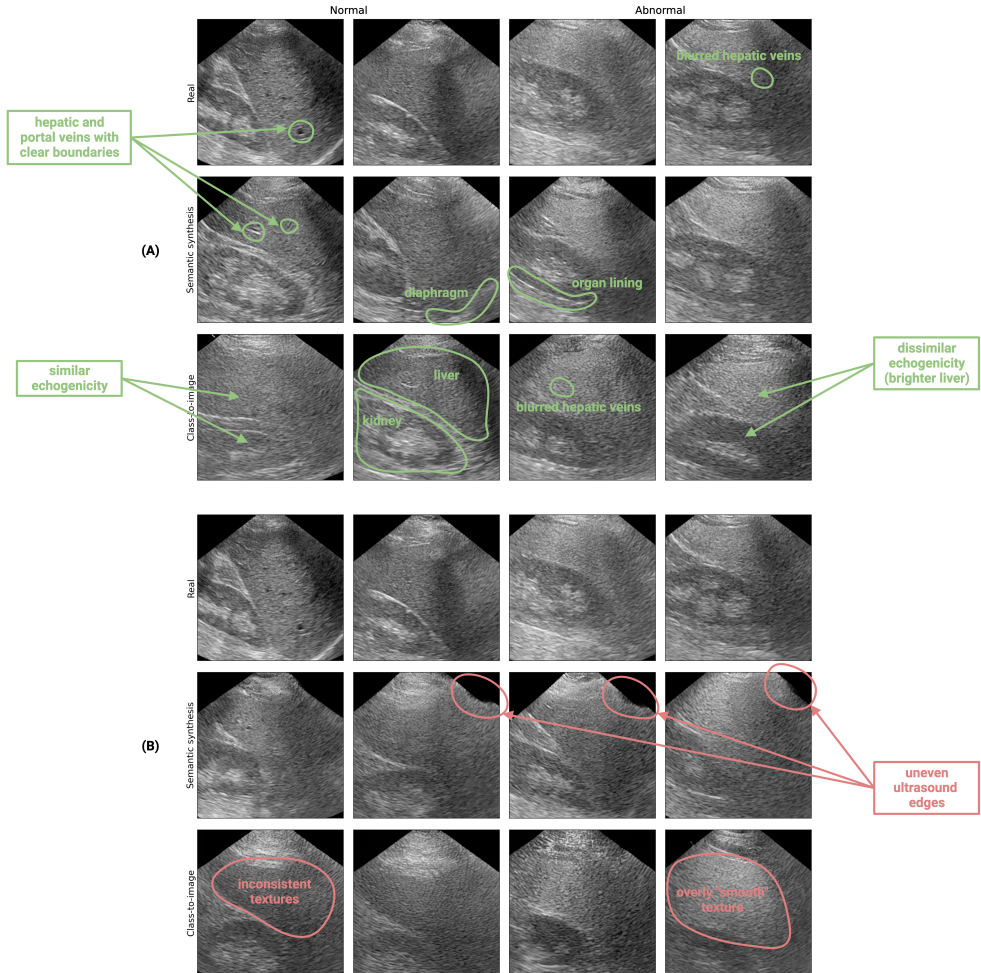 Normal
Abnormal
Real
blurred hepatic veins
hepatic and
portal veins with
clear boundaries
(A)
Semantic synthesis
diaphragm
organ lining
Class-to-image
similar
echogenicity
liver
kidney
blurred hepatic veins
dissimilar
echogenicity
(brighter liver)
Real
(B)
Semantic synthesis
uneven
ultrasound
edges
Class-to-image
inconsistent
textures
overly "smooth"
texture